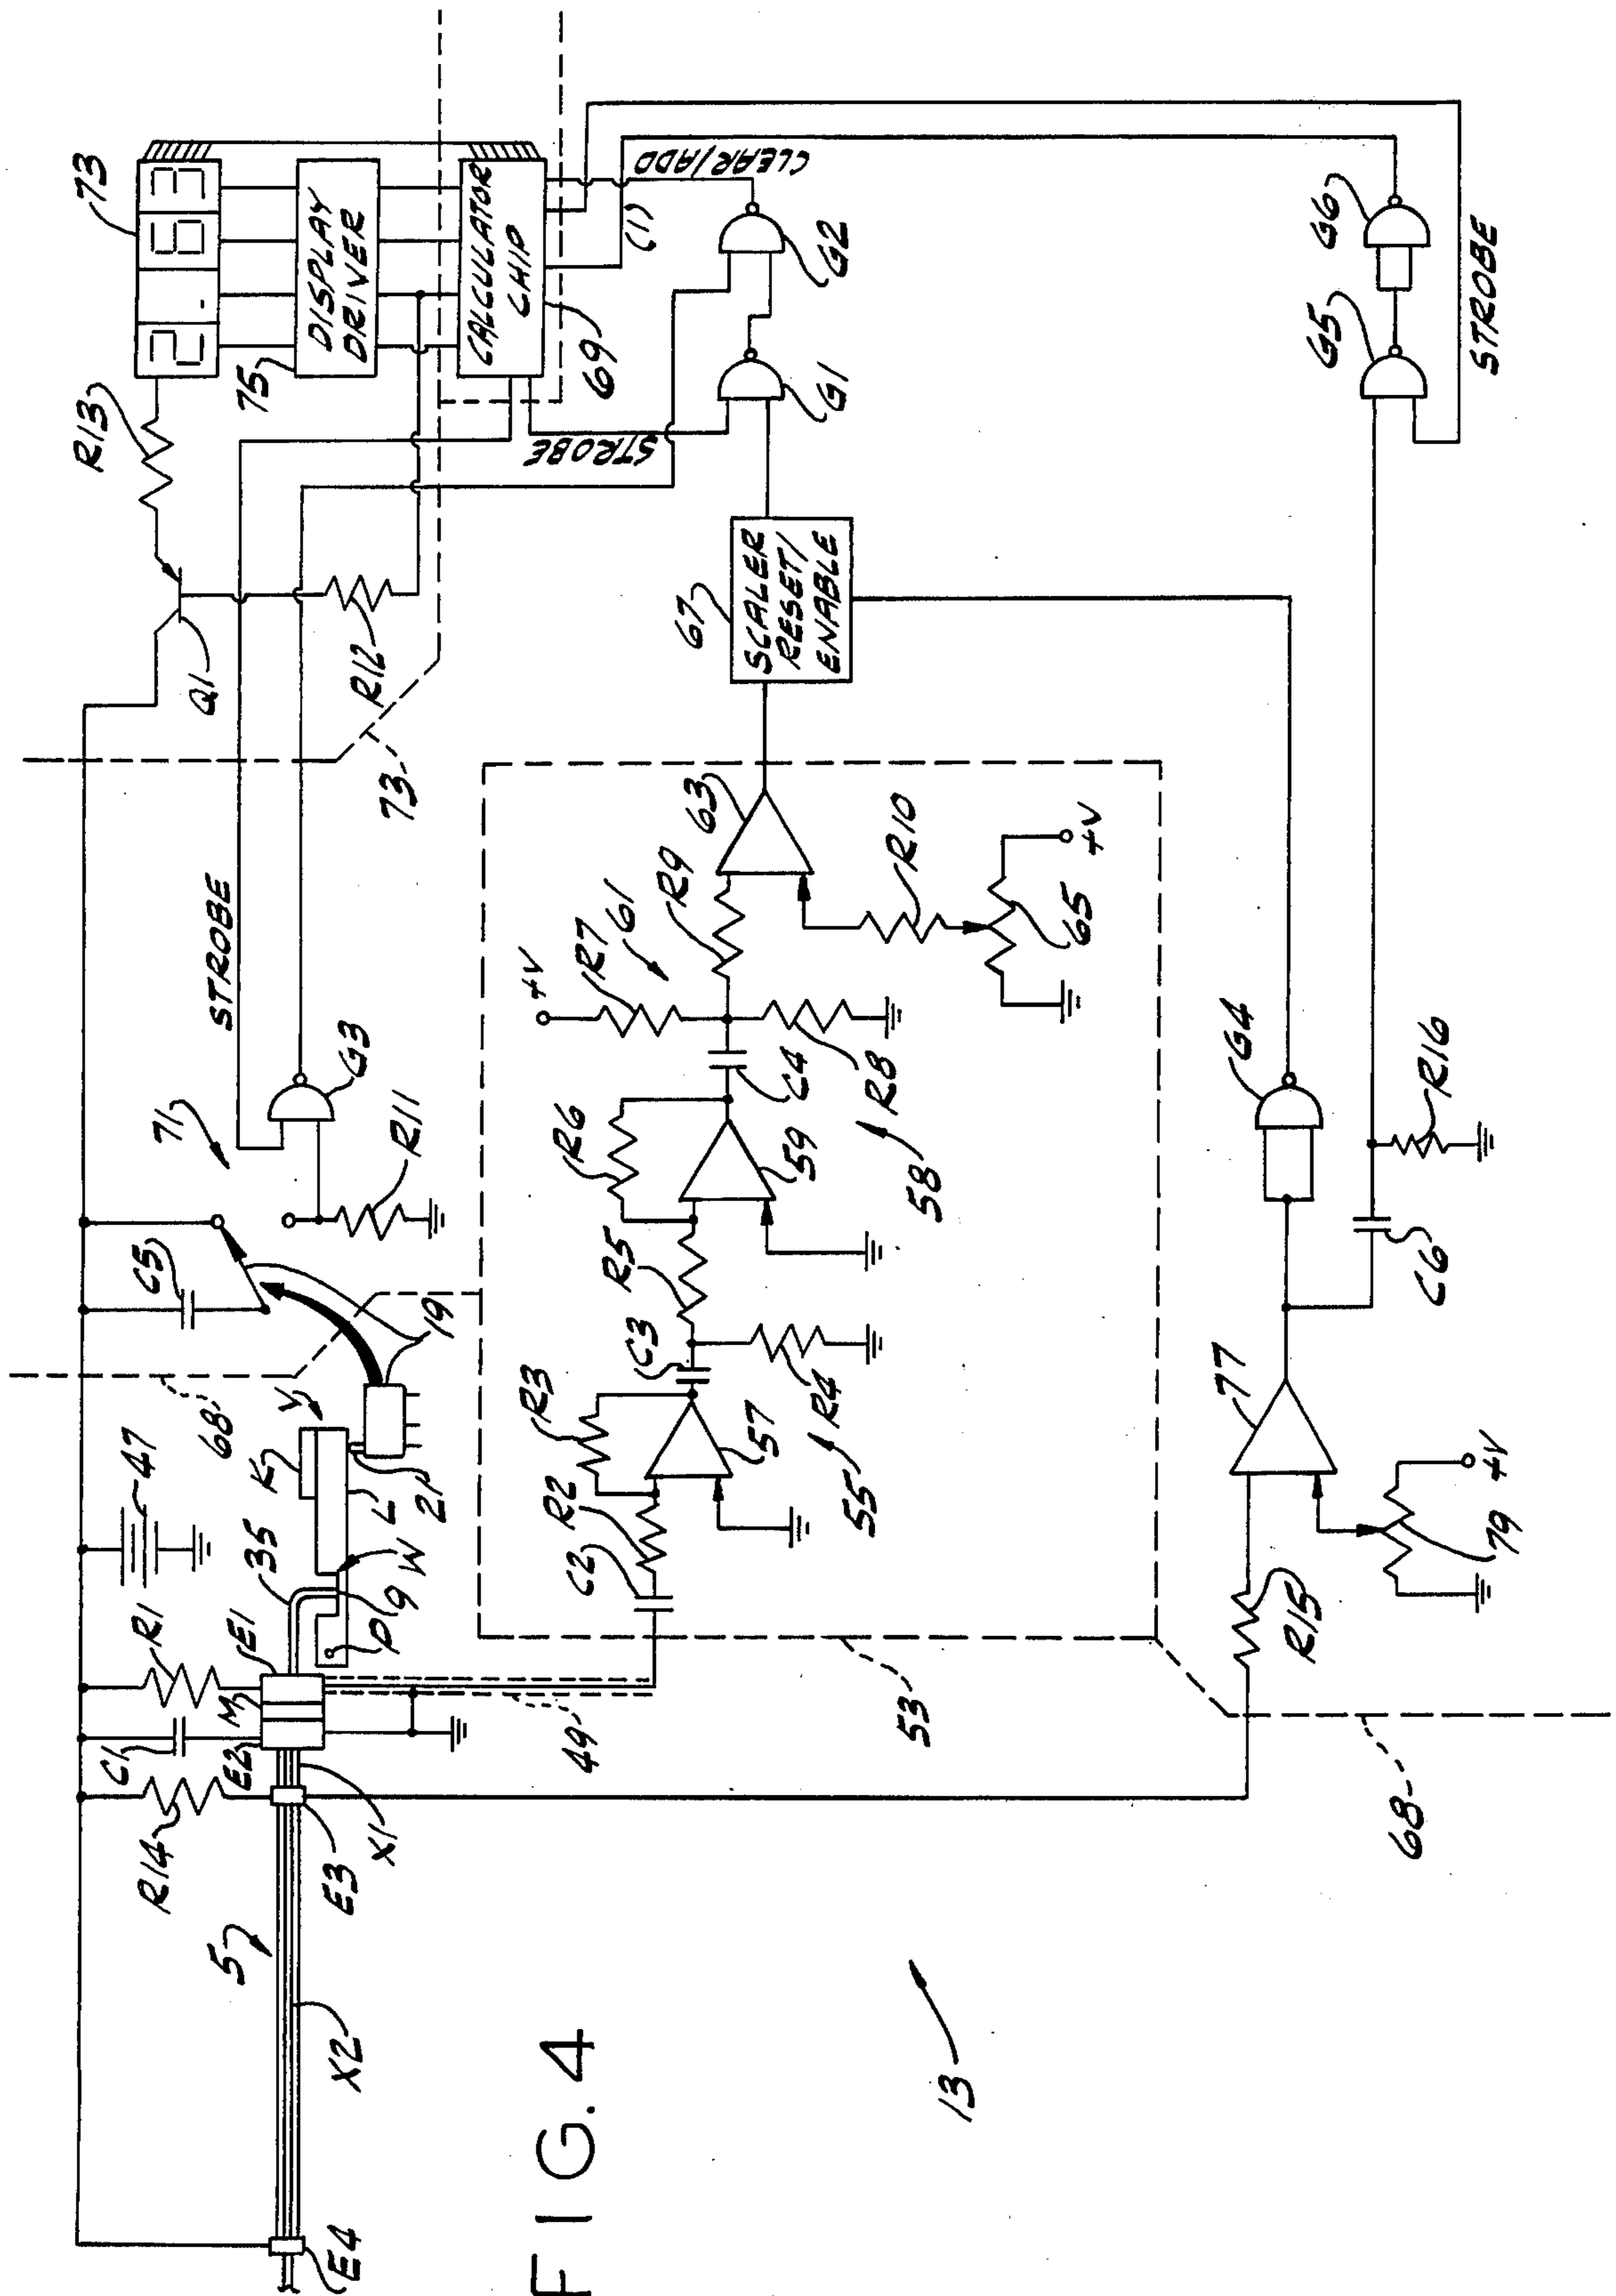 FIG. 4
13
E4
X2
5
E3
X1
R14
E2
C1
M
E1
R1
35
P
9
W
47
K
V
L
21
68
19
C5
71
R11
G3
STROBE
73
Q1
R12
R13
75
DISPLAY
DRIVER
2.63
73
CALCULATOR
CHIP
69
STROBE
G1
G2
(1)
CLEAR/ADD
49
53
C2
R2
R3
57
55
C3
R4
R5
R6
59
58
C4
+V
R7
61
R8
R9
63
R10
65
+V
67
SCALER
RESET/
ENABLE
68
R15
77
79
+V
C6
G4
R16
G5
G6
STROBE